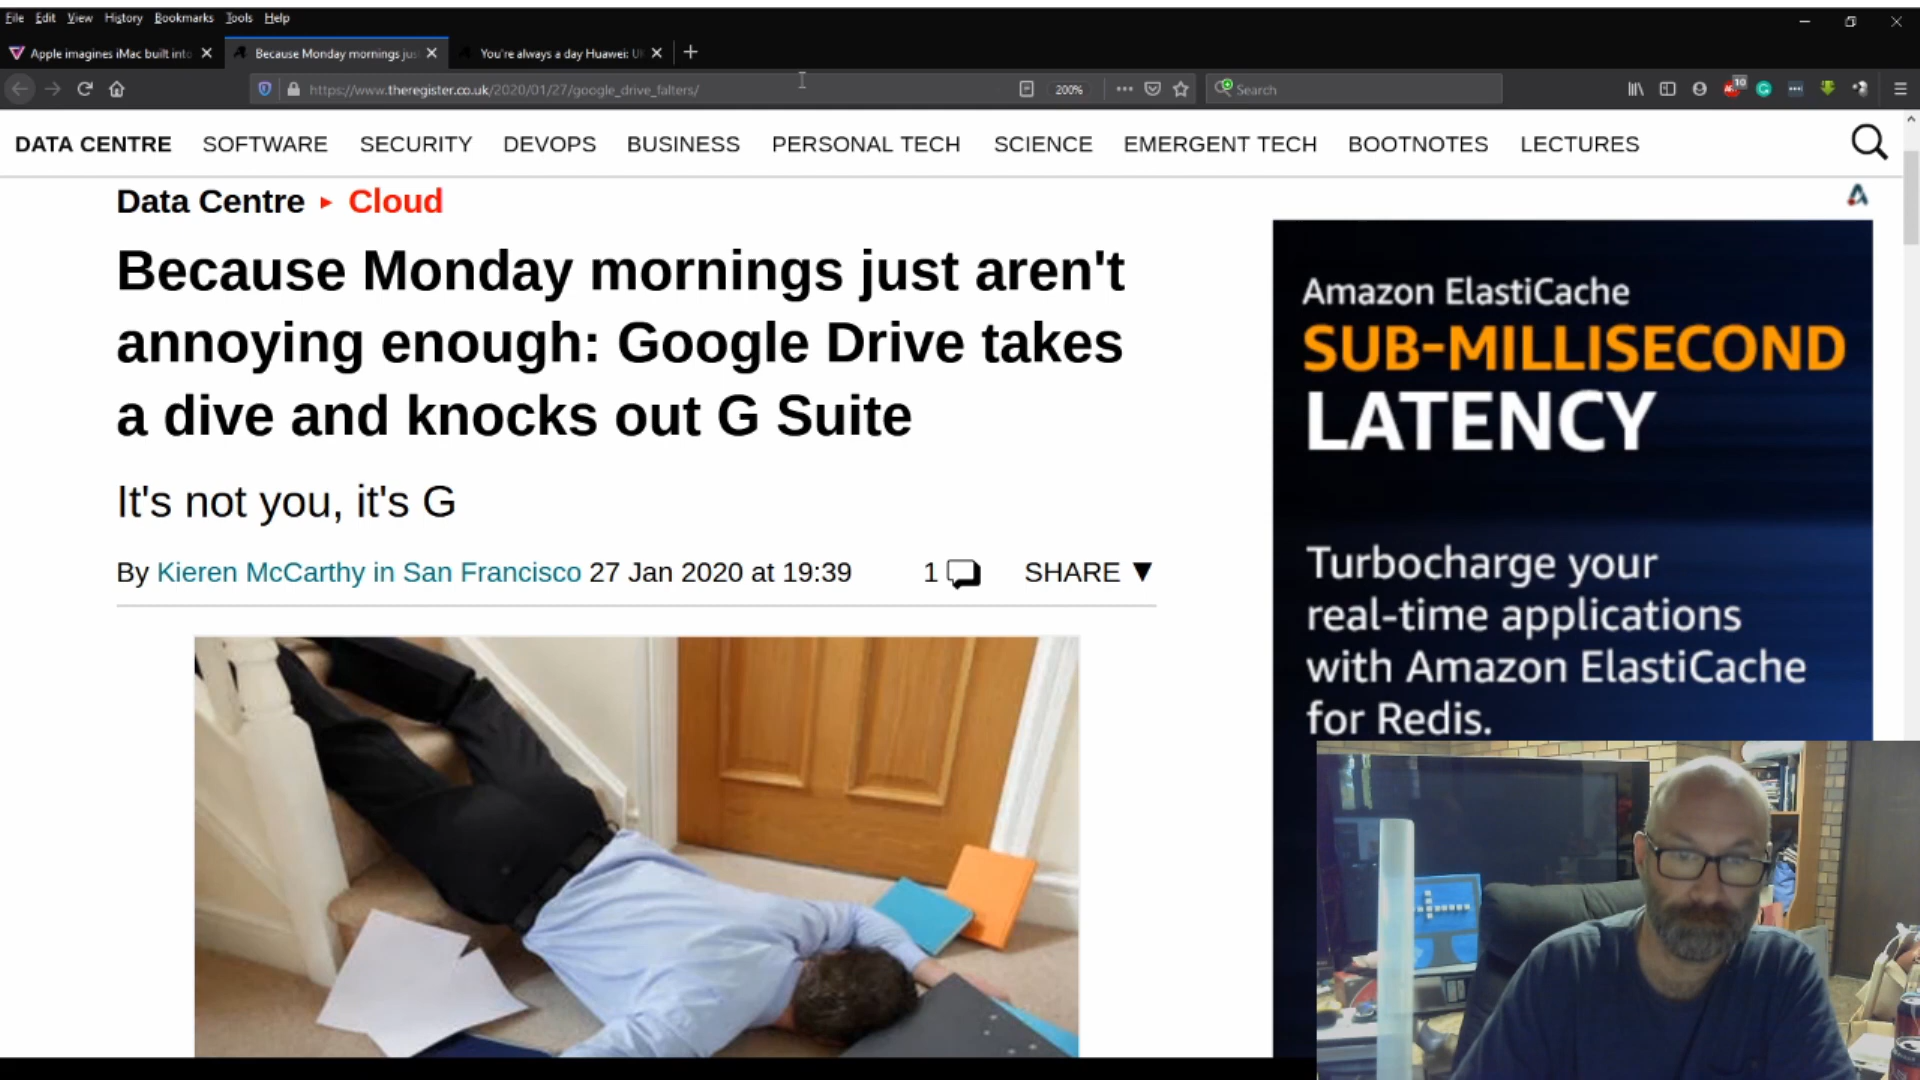 File Edit View History Bookmarks Tools Help
Apple imagines iMac built into
Because Monday mornings jus
You're always a day Huawei: U
https://www.theregister.co.uk/2020/01/27/google_drive_falters/
200%
Search
10
DATA CENTRE SOFTWARE SECURITY DEVOPS BUSINESS PERSONAL TECH SCIENCE EMERGENT TECH BOOTNOTES LECTURES
Data Centre ▸ Cloud
Because Monday mornings just aren't
annoying enough: Google Drive takes
a dive and knocks out G Suite
It's not you, it's G
By Kieren McCarthy in San Francisco 27 Jan 2020 at 19:39 1 SHARE ▼
Amazon ElastiCache
SUB-MILLISECOND
LATENCY
Turbocharge your
real-time applications
with Amazon ElastiCache
for Redis.